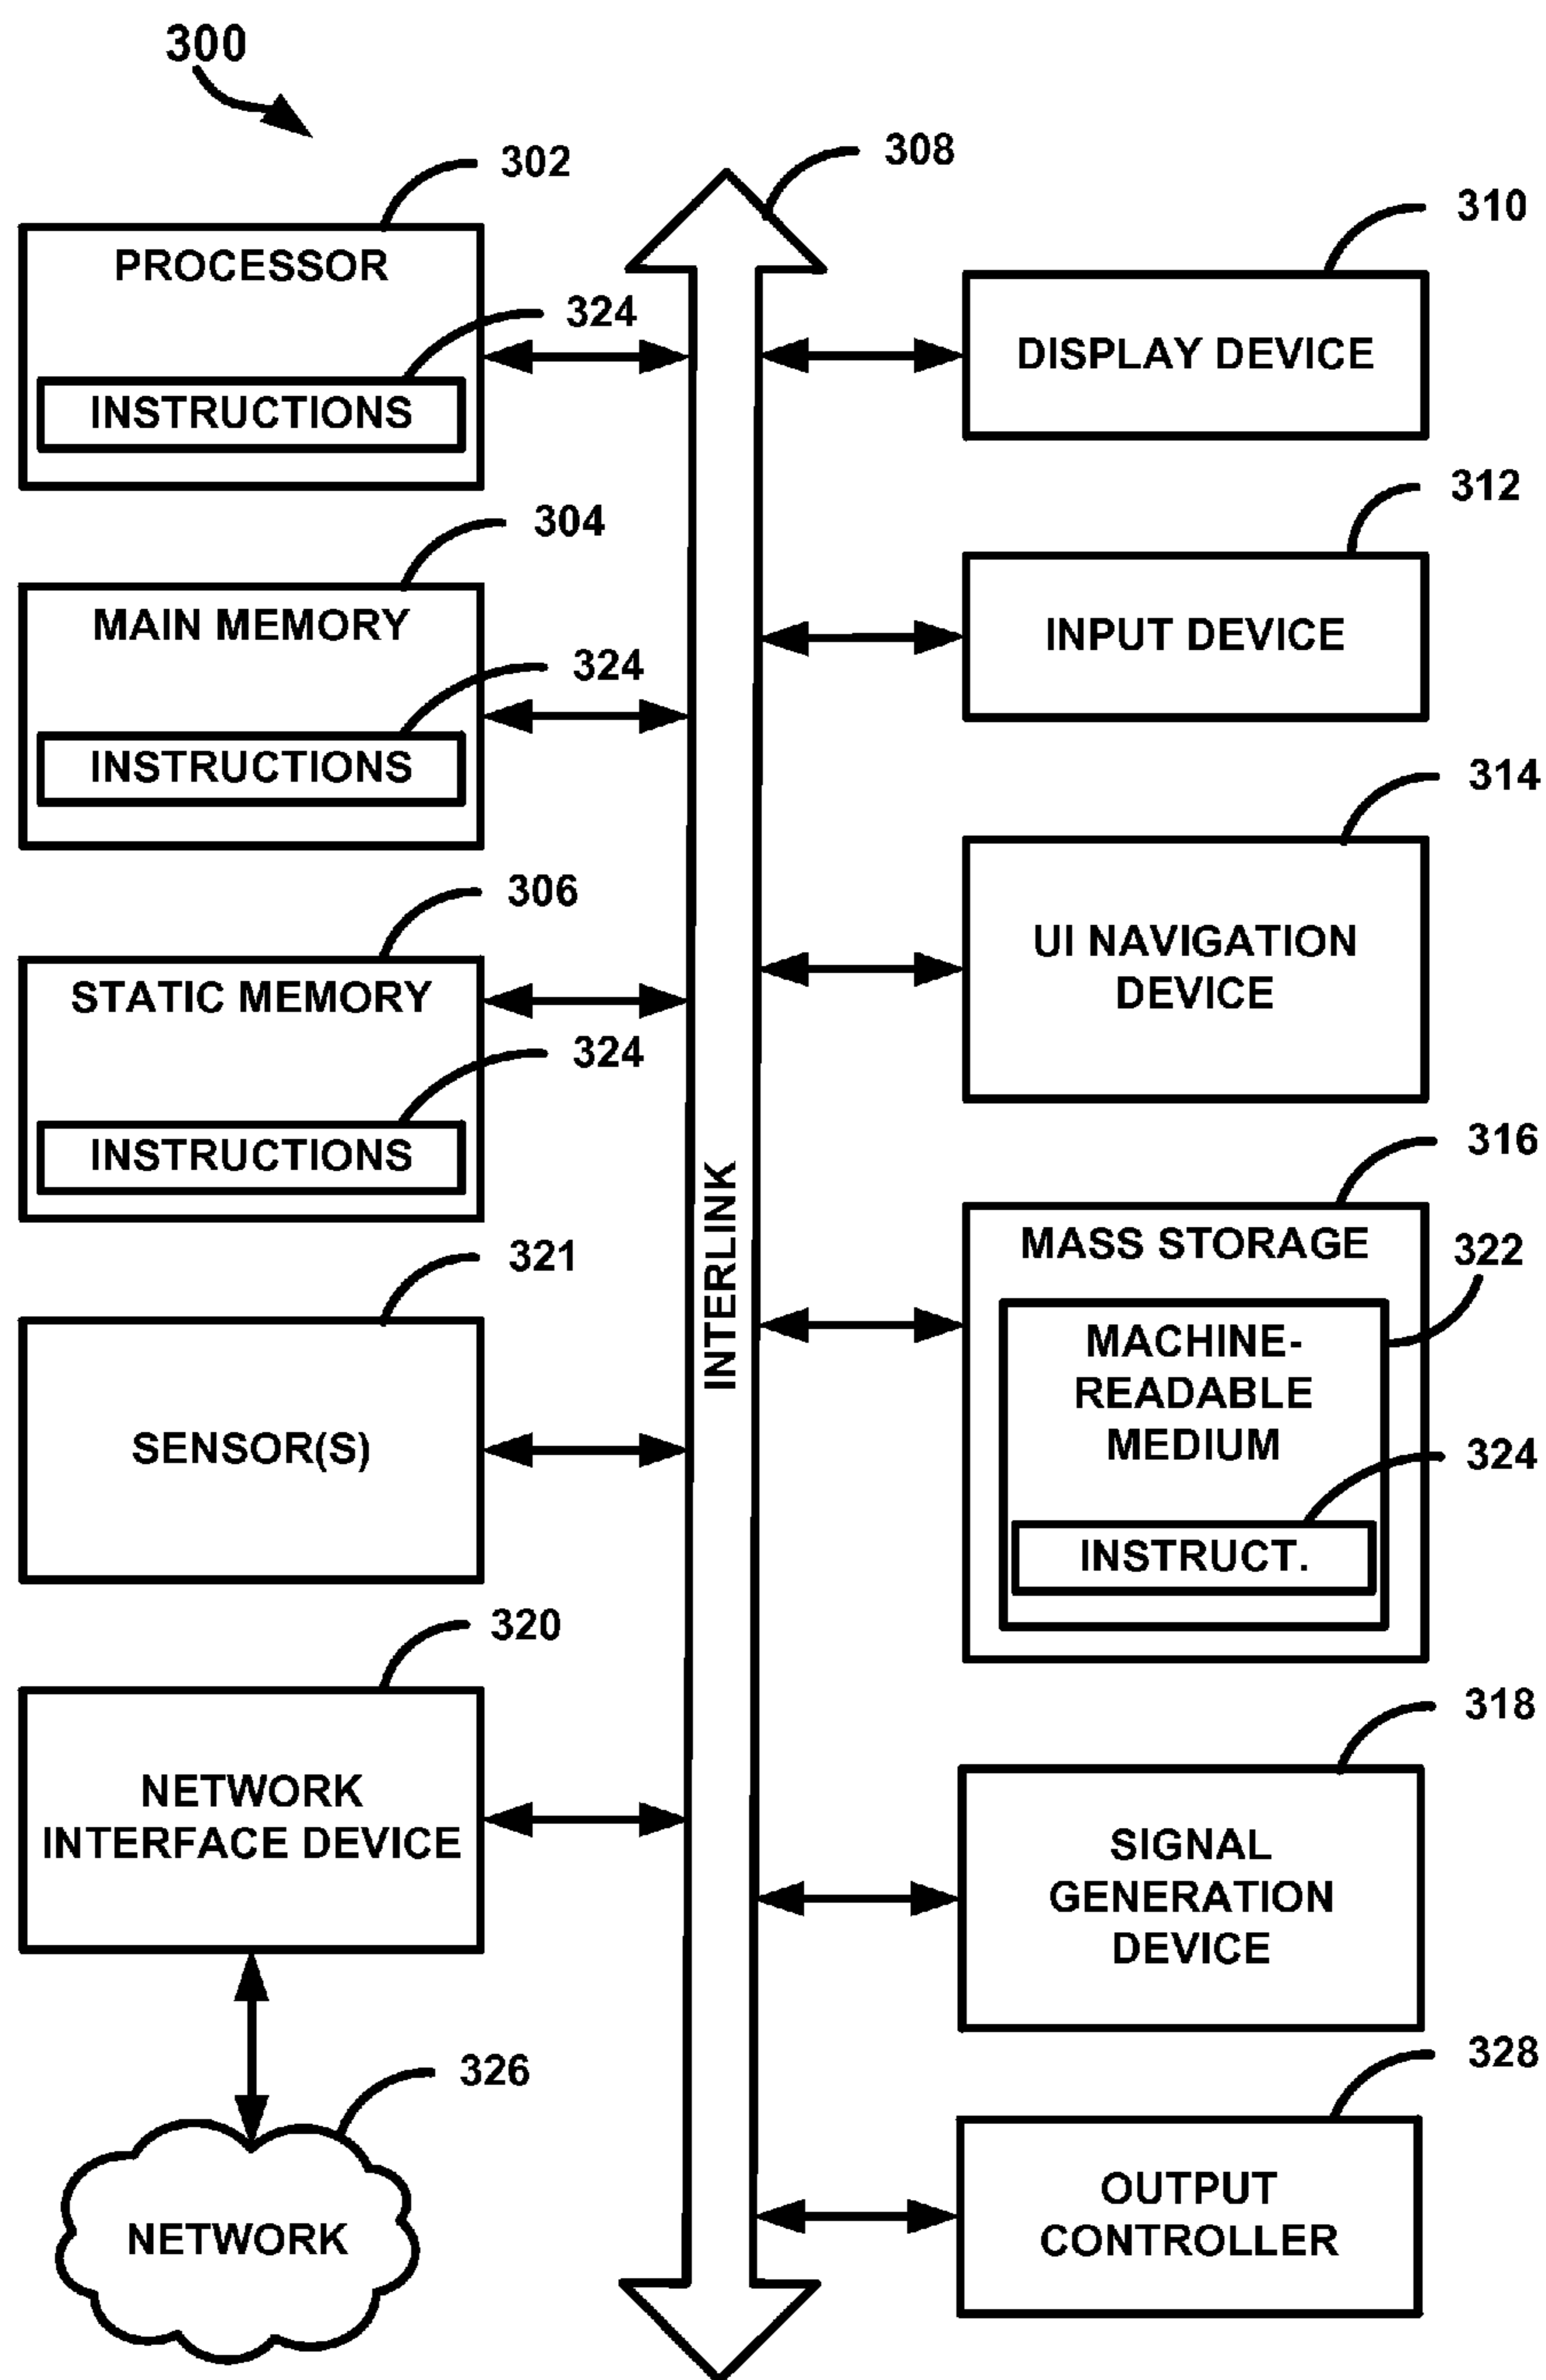 300
302
PROCESSOR
324
INSTRUCTIONS
304
MAIN MEMORY
324
INSTRUCTIONS
306
STATIC MEMORY
324
INSTRUCTIONS
321
SENSOR(S)
320
NETWORK
INTERFACE DEVICE
326
NETWORK
308
INTERLINK
310
DISPLAY DEVICE
312
INPUT DEVICE
314
UI NAVIGATION
DEVICE
316
MASS STORAGE
322
MACHINE-
READABLE
MEDIUM
324
INSTRUCT.
318
SIGNAL
GENERATION
DEVICE
328
OUTPUT
CONTROLLER